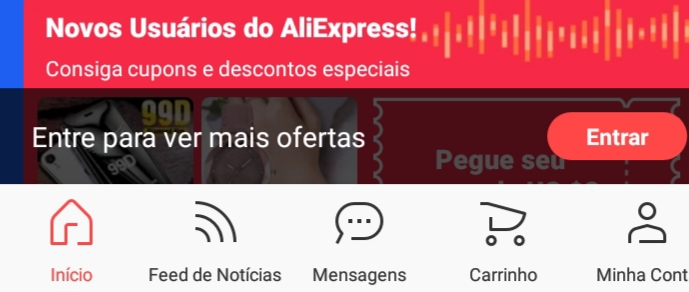 Novos Usuários do AliExpress!
Consiga cupons e descontos especiais
99D
99D
Entre para ver mais ofertas
Entrar
Pegue seu
Início
Feed de Notícias
Mensagens
Carrinho
Minha Cont